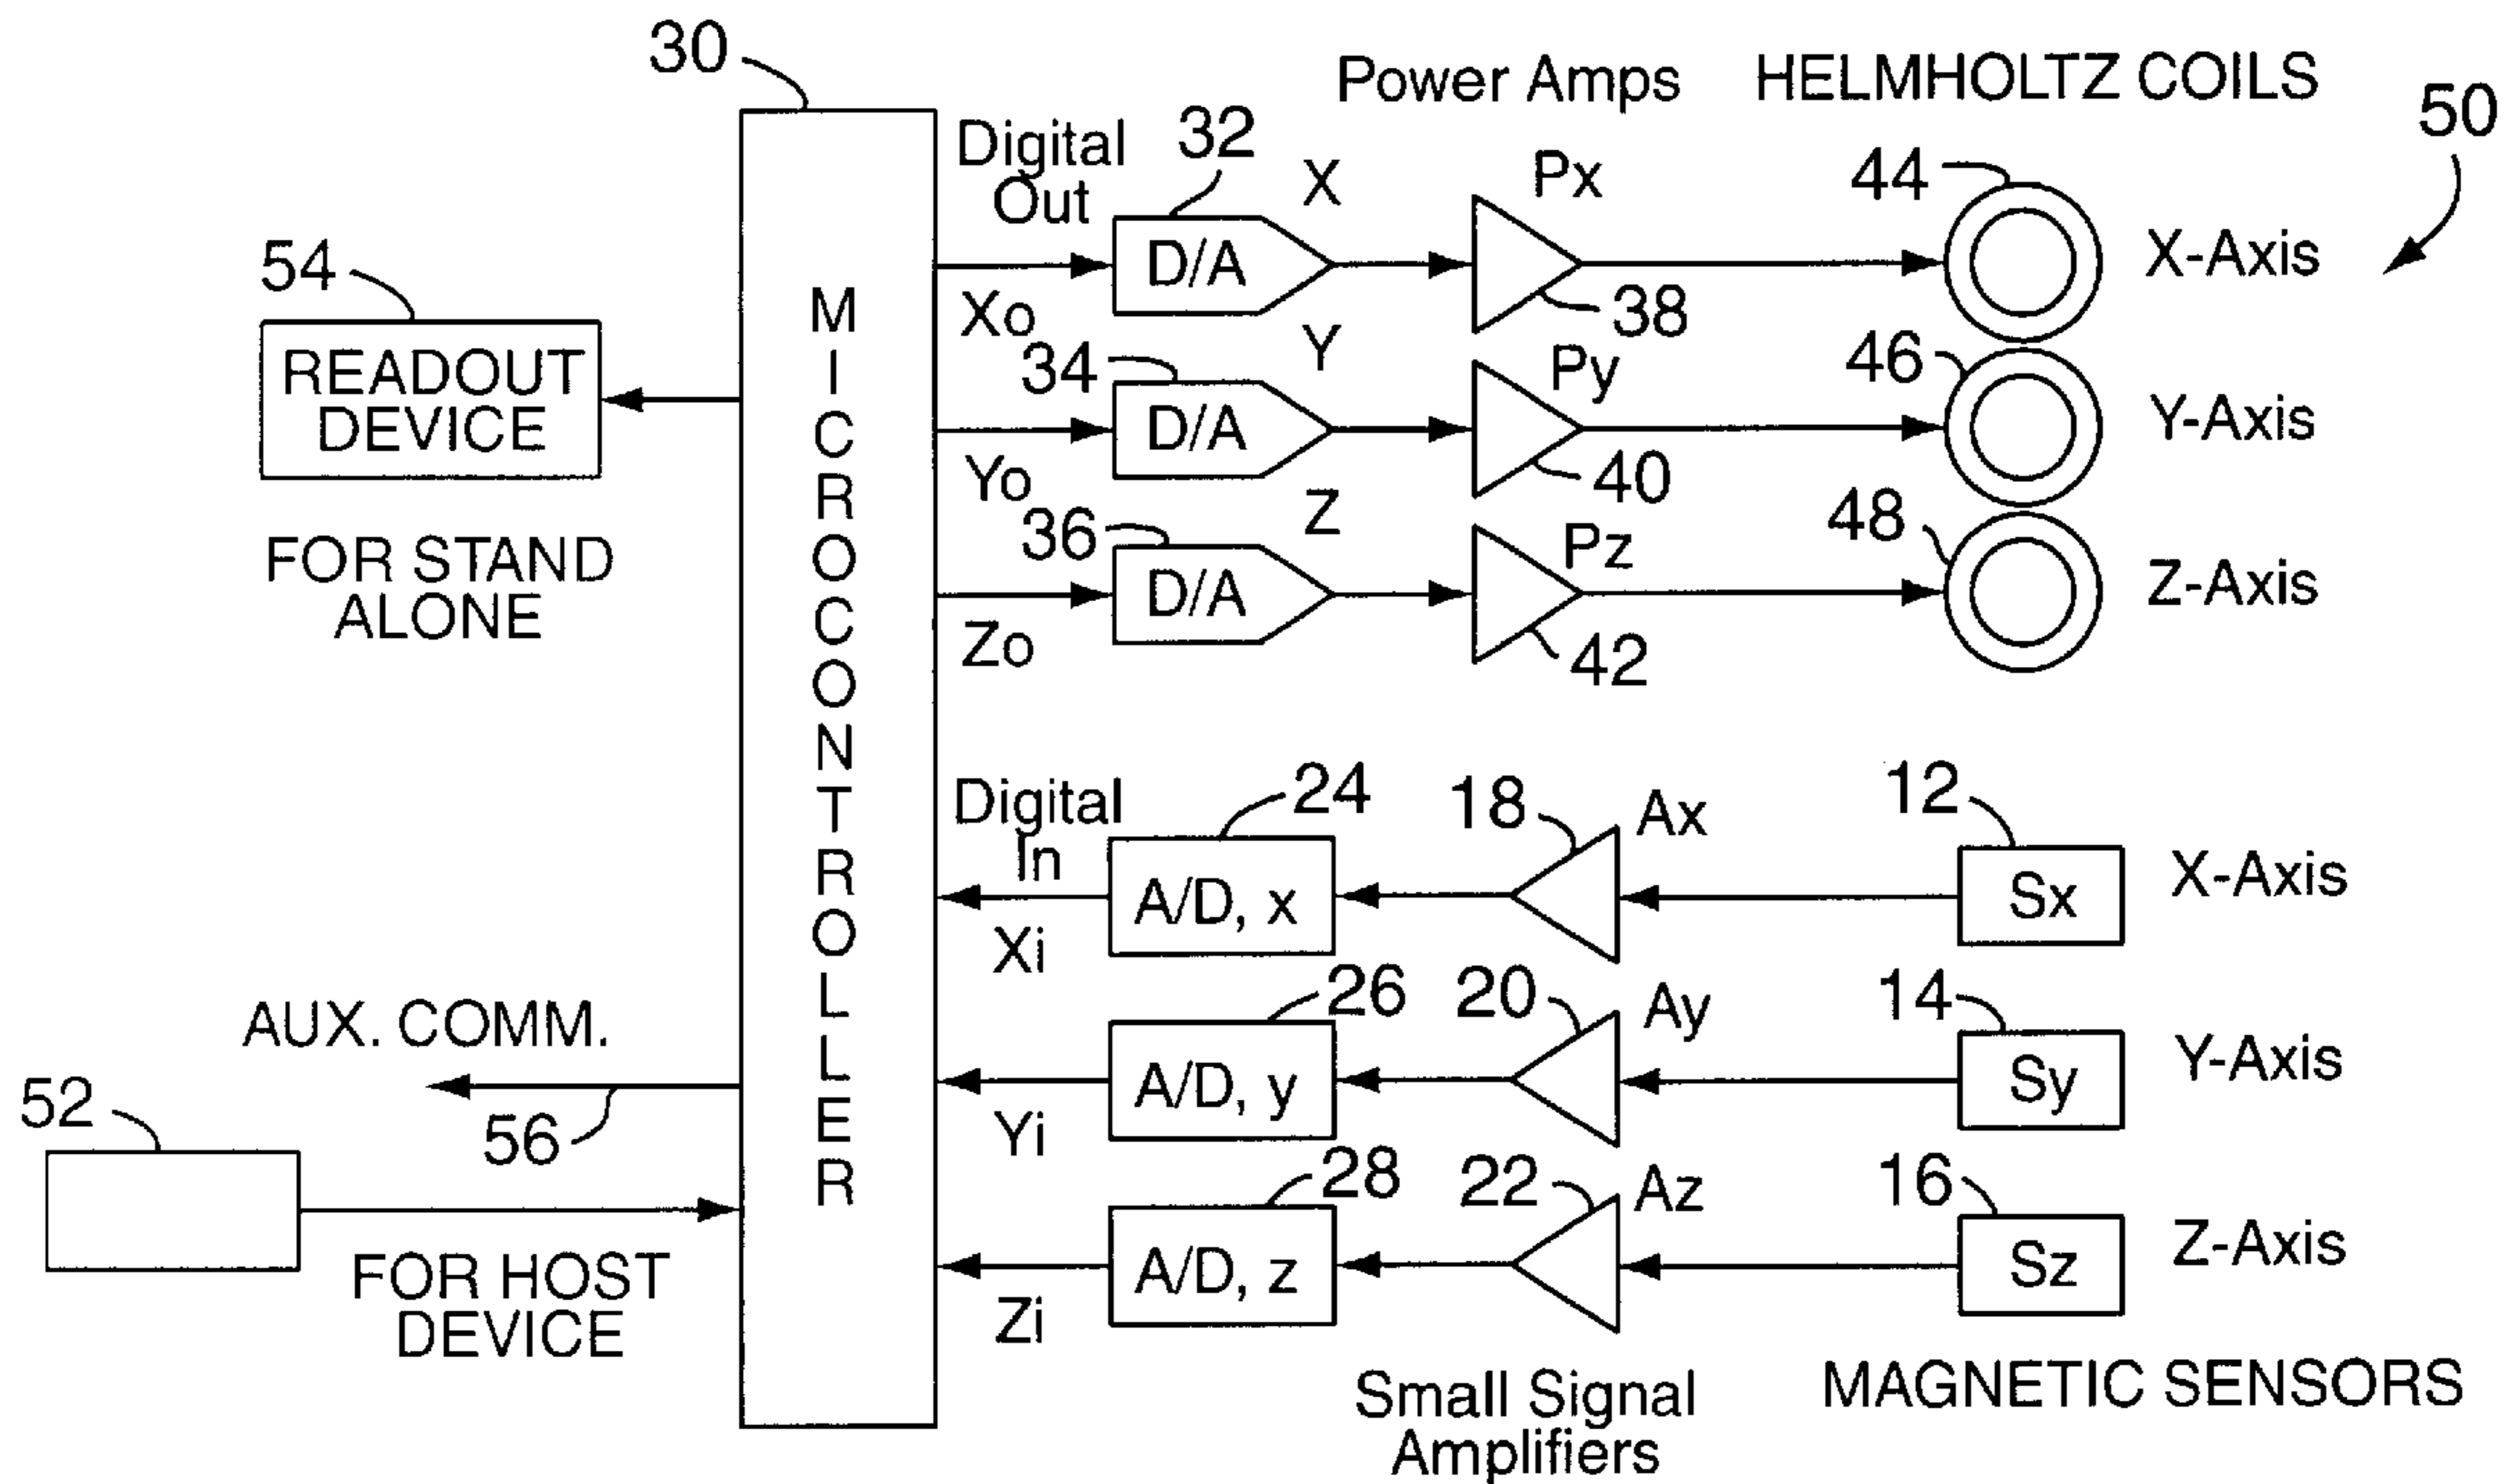 30
Power Amps
HELMHOLTZ COILS
50
Digital
Out
32
X
Px
44
D/A
X-Axis
54
Xo
38
READOUT
DEVICE
34
Y
Py
46
D/A
Y-Axis
Yo
40
FOR STAND
ALONE
36
Z
Pz
48
D/A
Z-Axis
Zo
42
MICROCONTROLLER
Digital
In
24
18
Ax
12
A/D, x
Sx
X-Axis
Xi
26
20
Ay
14
AUX. COMM.
A/D, y
Sy
Y-Axis
52
56
Yi
28
22
Az
16
A/D, z
Sz
Z-Axis
FOR HOST
DEVICE
Zi
Small Signal
Amplifiers
MAGNETIC SENSORS